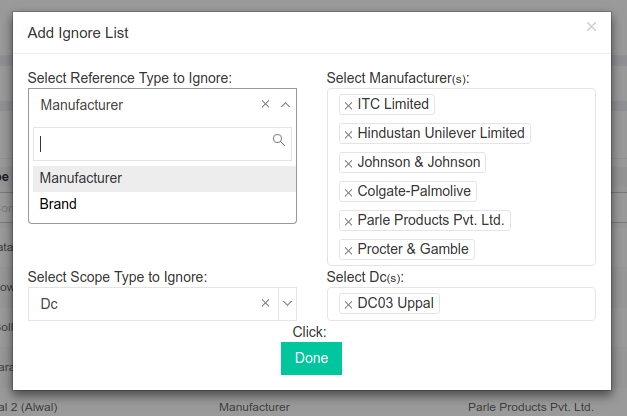 Add Ignore List
×
Select Reference Type to Ignore:
Manufacturer ×
Manufacturer
Brand
Select Manufacturer(s):
× ITC Limited
× Hindustan Unilever Limited
× Johnson & Johnson
× Colgate-Palmolive
× Parle Products Pvt. Ltd.
× Procter & Gamble
Select Scope Type to Ignore:
Dc ×
Select Dc(s):
× DC03 Uppal
Click:
Done
al 2 (Alwal) Manufacturer Parle Products Pvt. Ltd.